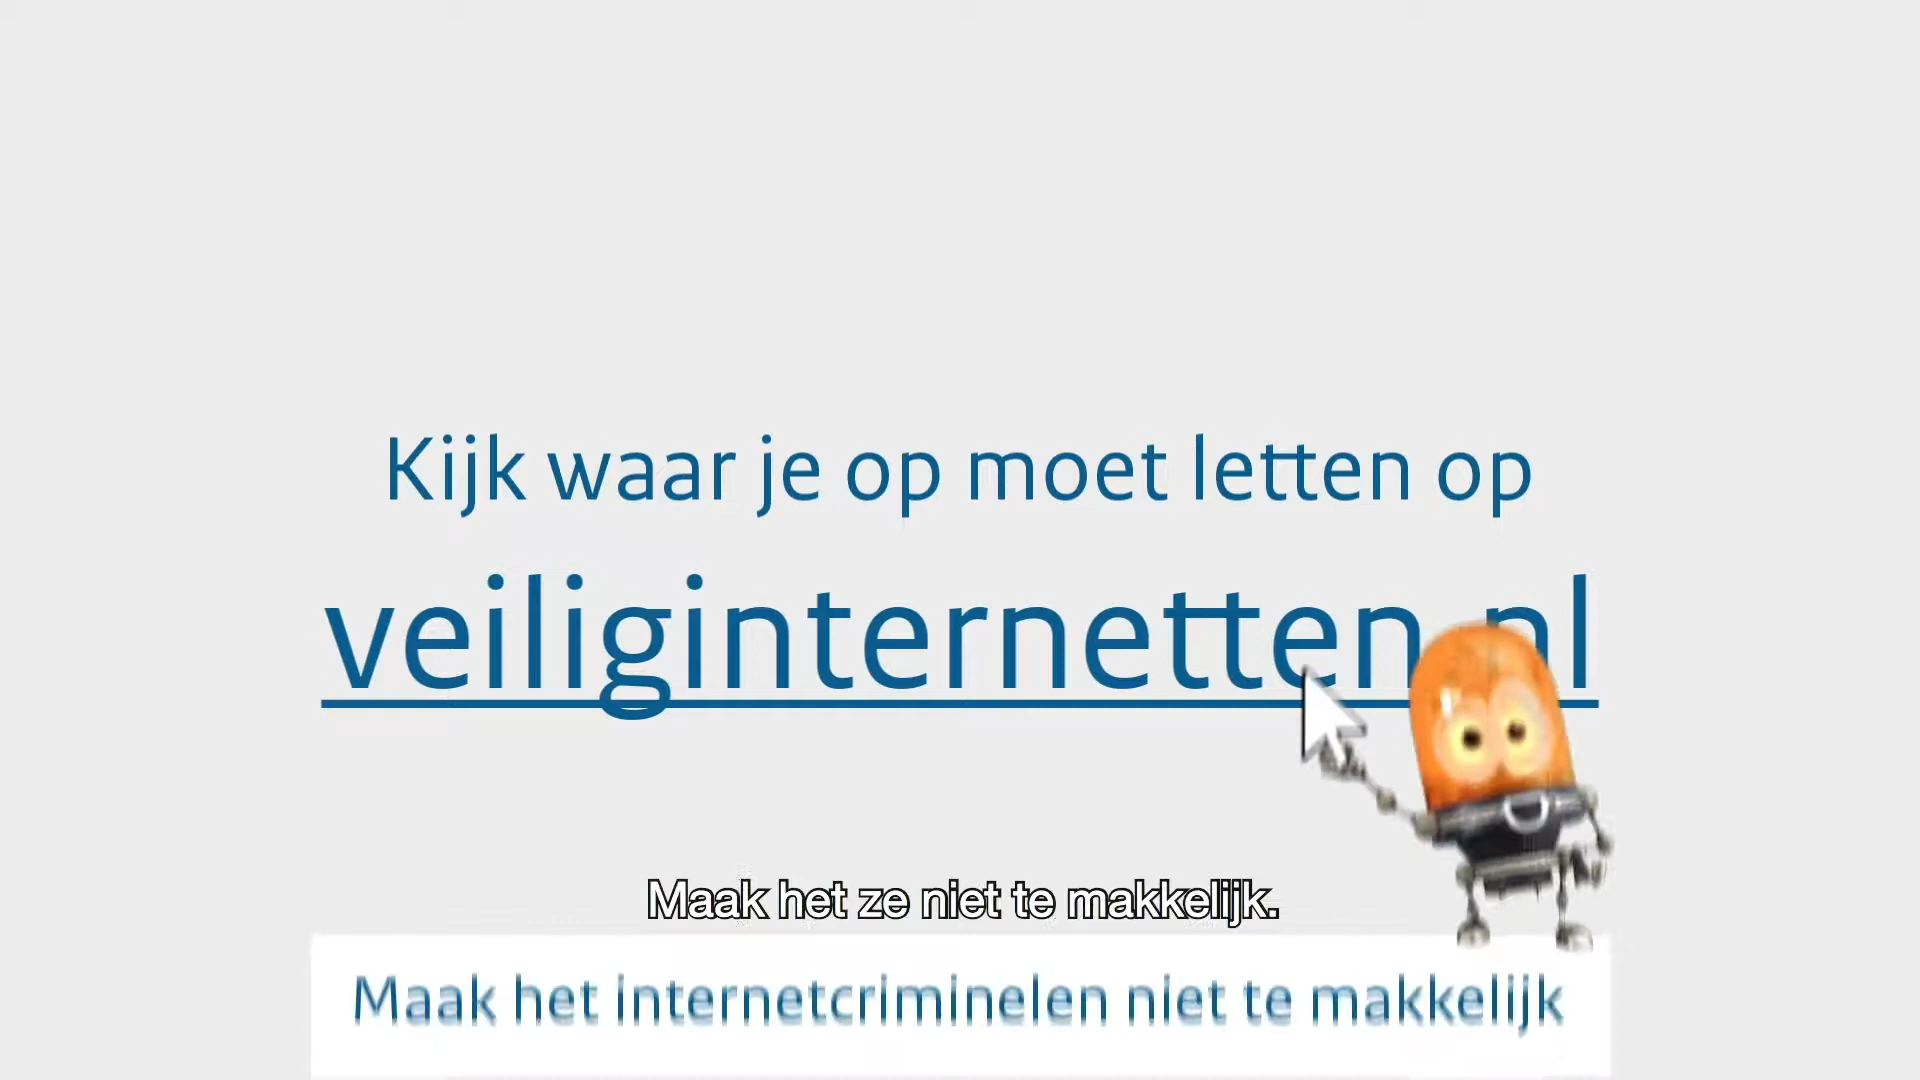 Kijk waar je op moet letten op
veiliginternetten.nl
Maak het ze niet te makkelijk.
Maak het internetcriminelen niet te makkelijk